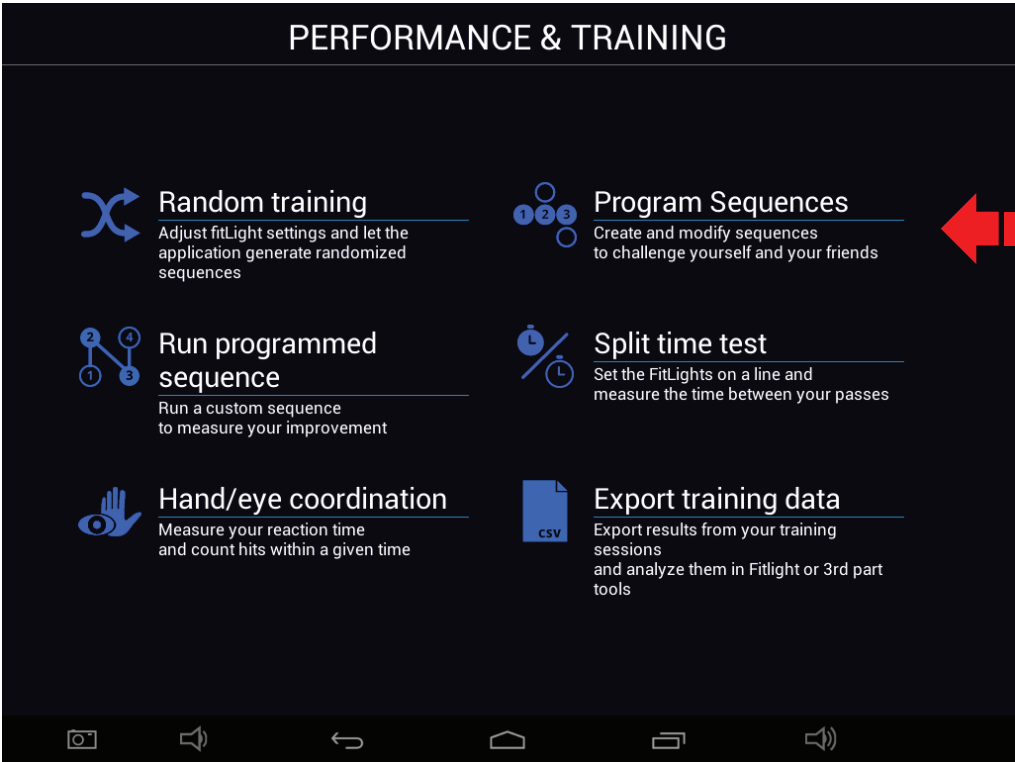 PERFORMANCE & TRAINING
Random training
Adjust fitLight settings and let the
application generate randomized
sequences
1 2 3
Program Sequences
Create and modify sequences
to challenge yourself and your friends
2 4
1 3
Run programmed
sequence
Run a custom sequence
to measure your improvement
Split time test
Set the FitLights on a line and
measure the time between your passes
Hand/eye coordination
Measure your reaction time
and count hits within a given time
CSV
Export training data
Export results from your training
sessions
and analyze them in Fitlight or 3rd part
tools